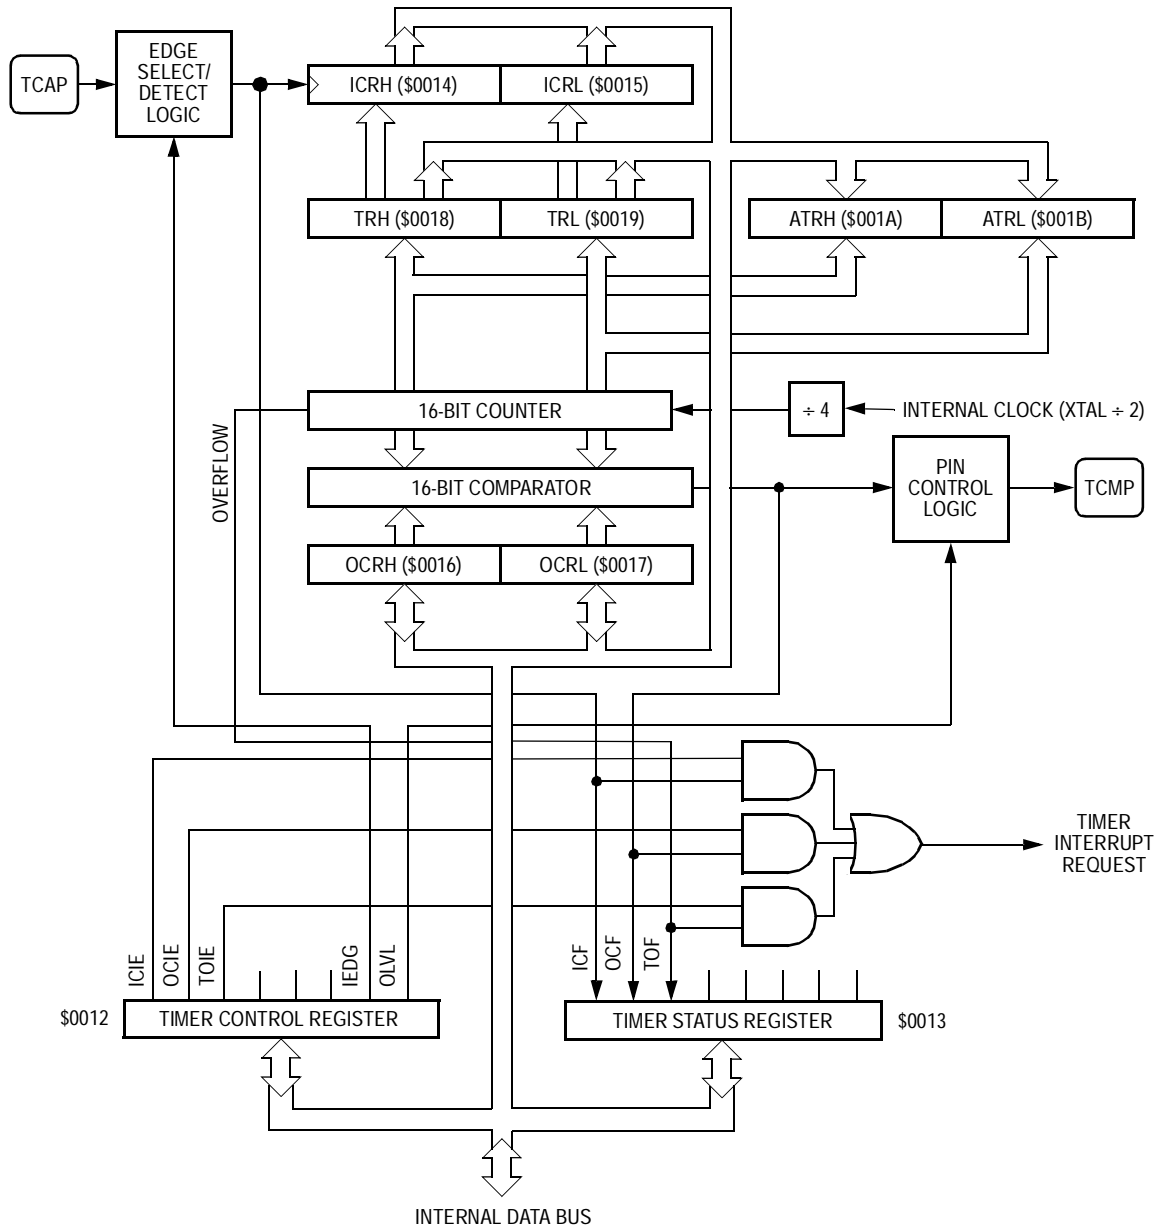 TCAP
EDGE
SELECT/
DETECT
LOGIC
ICRH ($0014)
ICRL ($0015)
TRH ($0018)
TRL ($0019)
ATRH ($001A)
ATRL ($001B)
16-BIT COUNTER
÷ 4
INTERNAL CLOCK (XTAL ÷ 2)
OVERFLOW
16-BIT COMPARATOR
PIN
CONTROL
LOGIC
TCMP
OCRH ($0016)
OCRL ($0017)
TIMER
INTERRUPT
REQUEST
ICIE
OCIE
TOIE
IEDG
OLVL
ICF
OCF
TOF
$0012
TIMER CONTROL REGISTER
TIMER STATUS REGISTER
$0013
INTERNAL DATA BUS